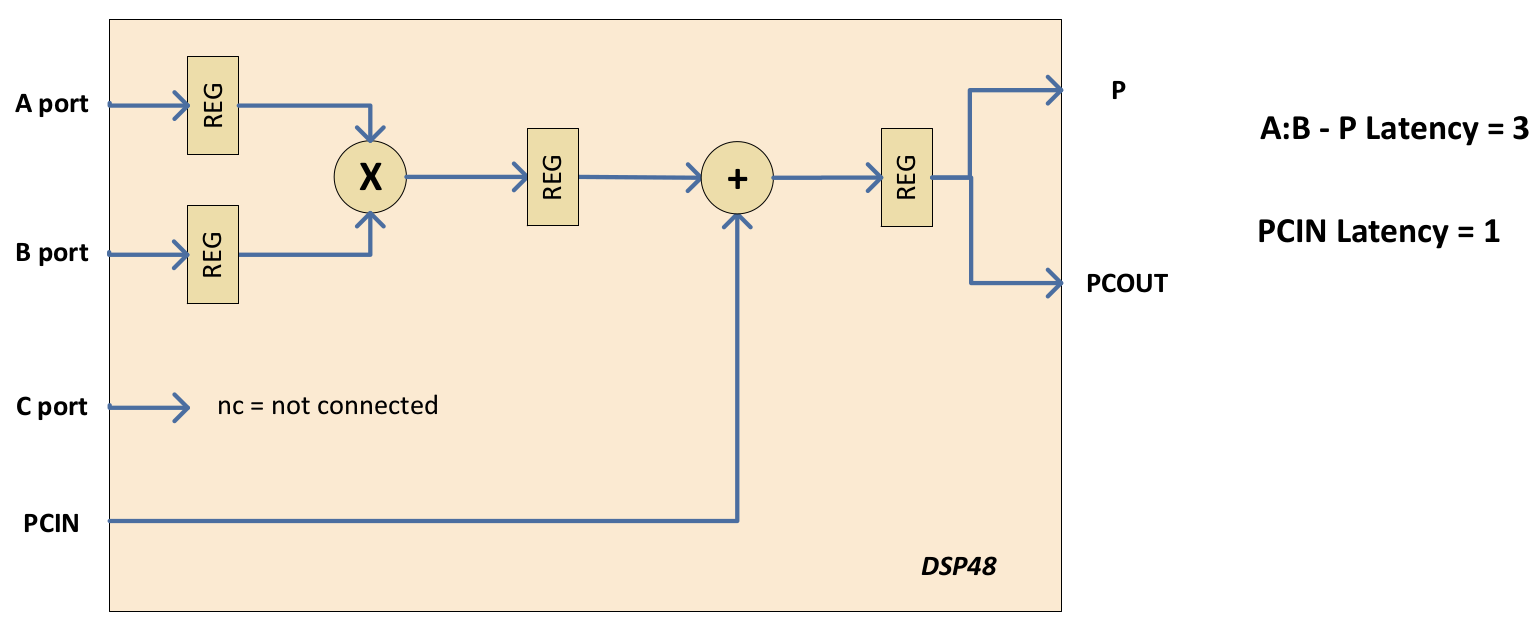 A port
REG
X
REG
+
REG
P
A:B - P Latency = 3
B port
REG
PCIN Latency = 1
PCOUT
C port
nc = not connected
PCIN
DSP48